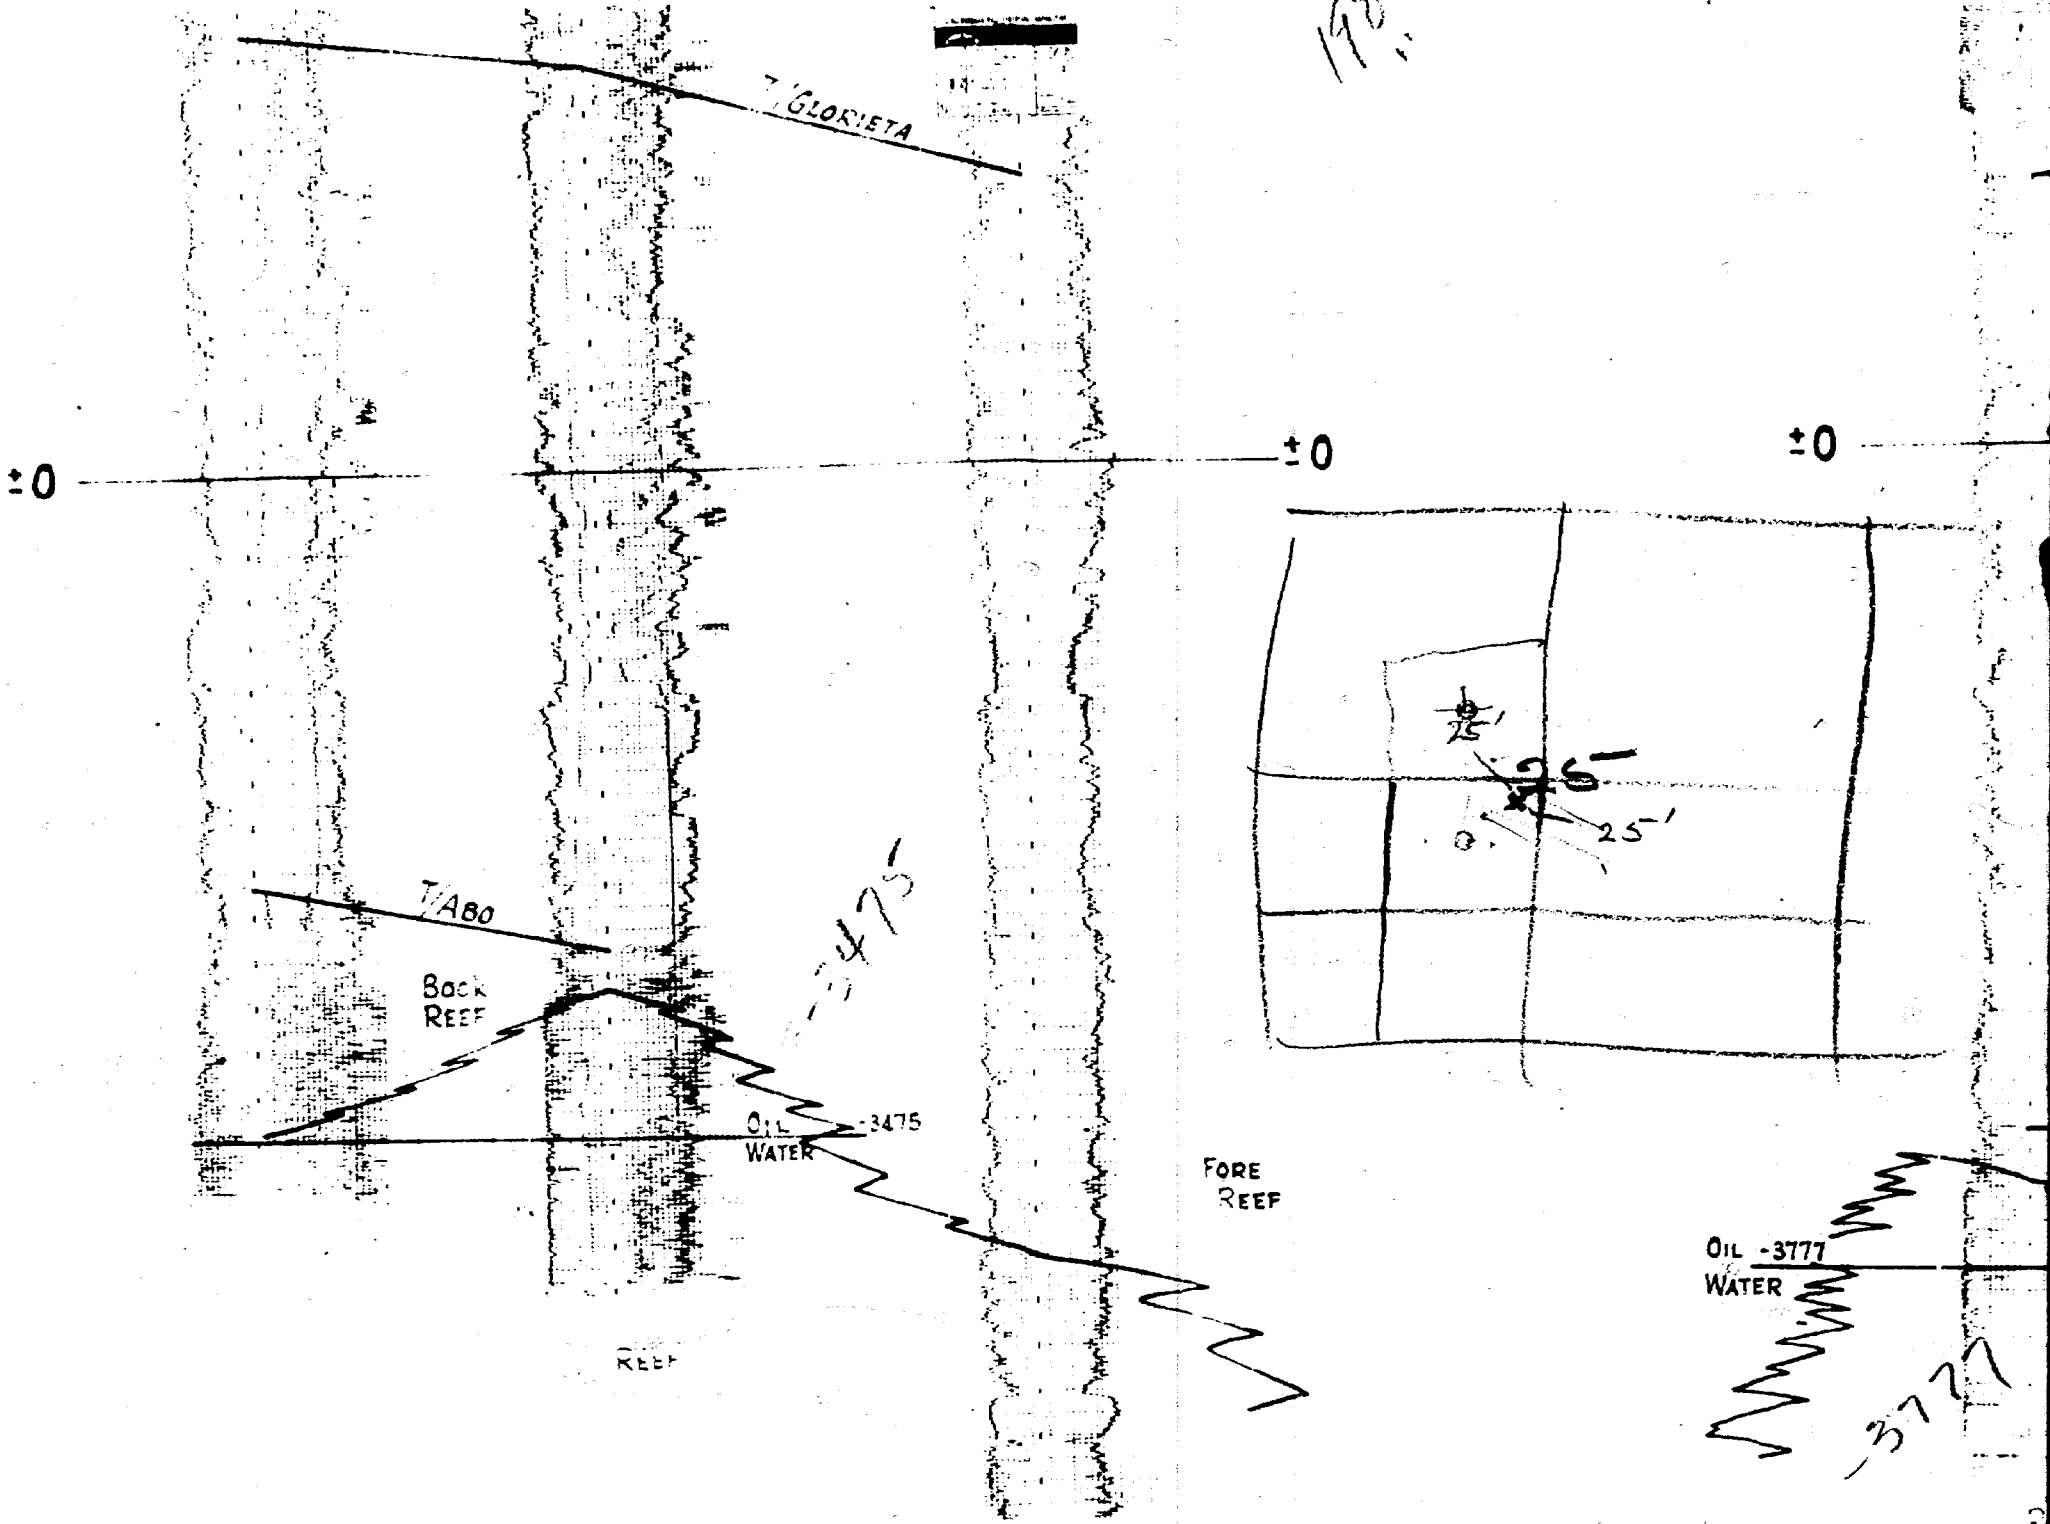 T/GLORIETA
±0
±0
±0
25'
25'
25'
T/ABO
-3475
BACK
REEF
OIL -3475
WATER
FORE
REEF
OIL -3777
WATER
REEF
-3777